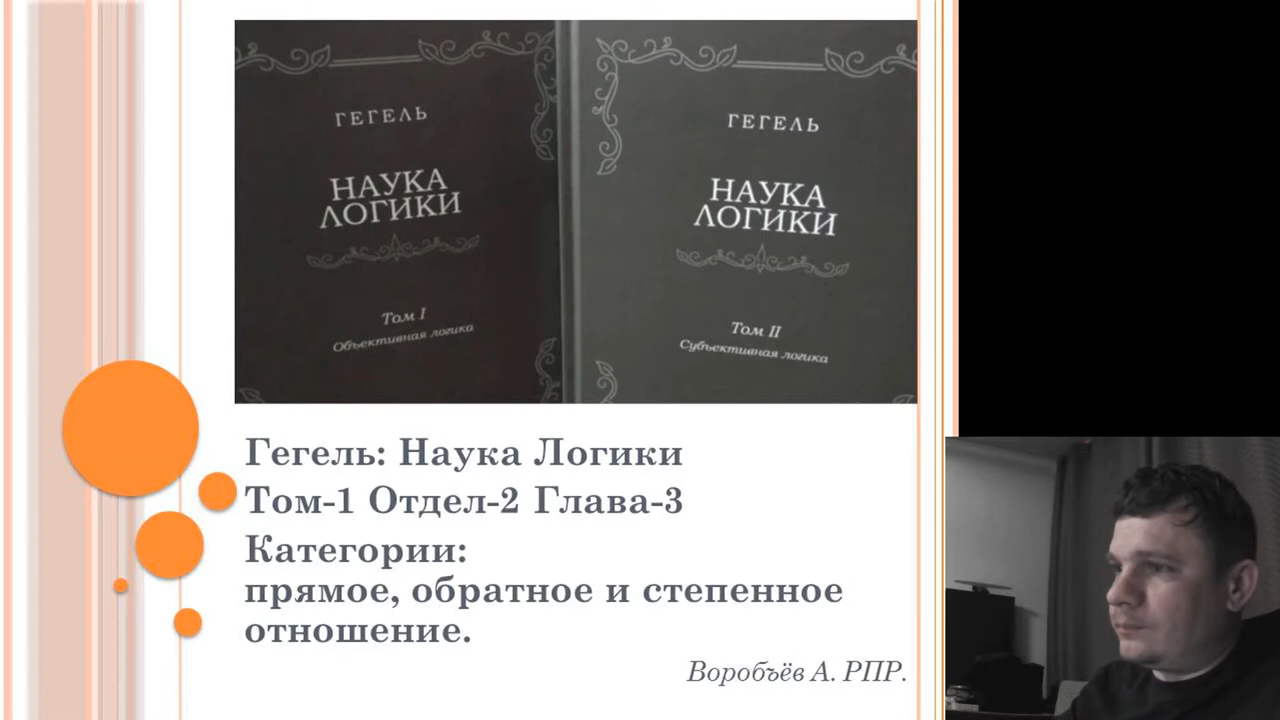 ГЕГЕЛЬ
НАУКА
ЛОГИКИ
Том I
Объективная логика
ГЕГЕЛЬ
НАУКА
ЛОГИКИ
Том II
Субъективная логика
Гегель: Наука Логики
Том-1 Отдел-2 Глава-3
Категории:
прямое, обратное и степенное
отношение.
Воробъёв А. РПР.